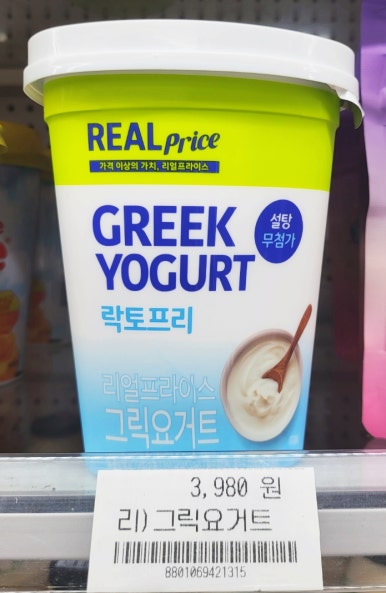 REAL Price
가격 이상의 가치, 리얼프라이스
GREEK
YOGURT
설탕
무첨가
락토프리
리얼프라이스
그릭요거트
3,980 원
리)그릭요거트
8801069421315